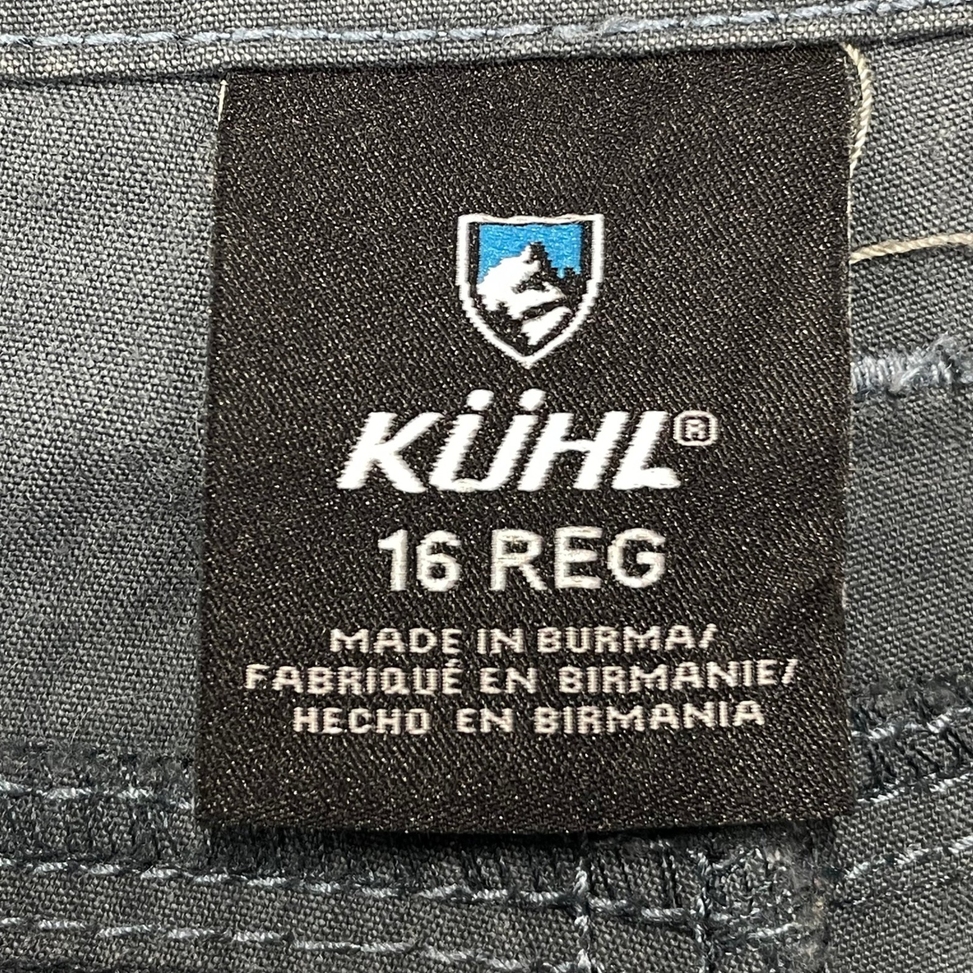 KÜHL®
16 REG
MADE IN BURMA/
FABRIQUÉ EN BIRMANIE/
HECHO EN BIRMANIA